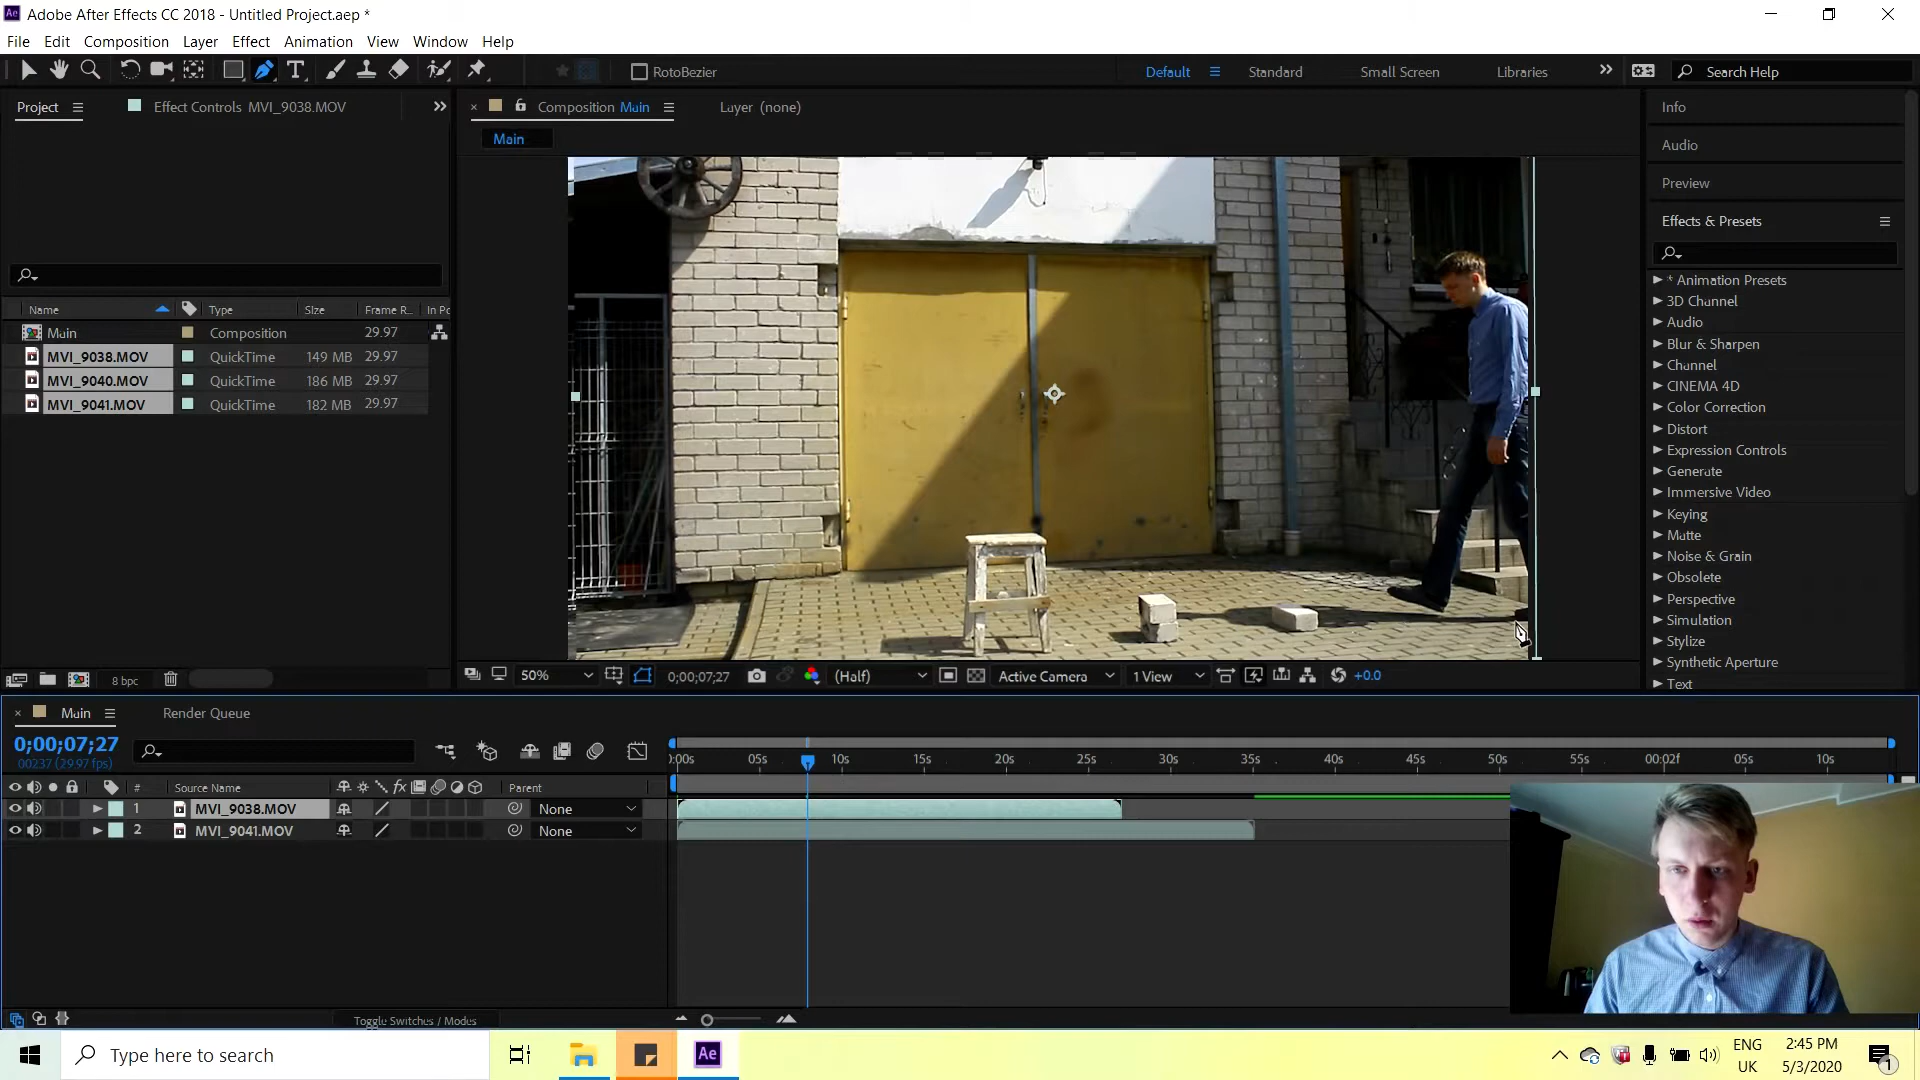 Ae Adobe After Effects CC 2018 - Untitled Project.aep *
File Edit Composition Layer Effect Animation View Window Help
T RotoBezier Default Standard Small Screen Libraries Search Help
Project Effect Controls MVI_9038.MOV
Composition Main Layer (none)
Main
Name Type Size Frame R... In Po
Main Composition 29.97
MVI_9038.MOV QuickTime 149 MB 29.97
MVI_9040.MOV QuickTime 186 MB 29.97
MVI_9041.MOV QuickTime 182 MB 29.97
8 bpc
50% 0;00;07;27 (Half) Active Camera 1 View +0.0
Info
Audio
Preview
Effects & Presets
* Animation Presets
3D Channel
Audio
Blur & Sharpen
Channel
CINEMA 4D
Color Correction
Distort
Expression Controls
Generate
Immersive Video
Keying
Matte
Noise & Grain
Obsolete
Perspective
Simulation
Stylize
Synthetic Aperture
Text
Main Render Queue
0;00;07;27
00237 (29.97 fps)
# Source Name fx Parent
1 MVI_9038.MOV None
2 MVI_9041.MOV None
0:00s 05s 10s 15s 20s 25s 30s 35s 40s 45s 50s 55s 00:02f 05s 10s
Toggle Switches / Modes
Type here to search
Ae
ENG
UK
2:45 PM
5/3/2020
1